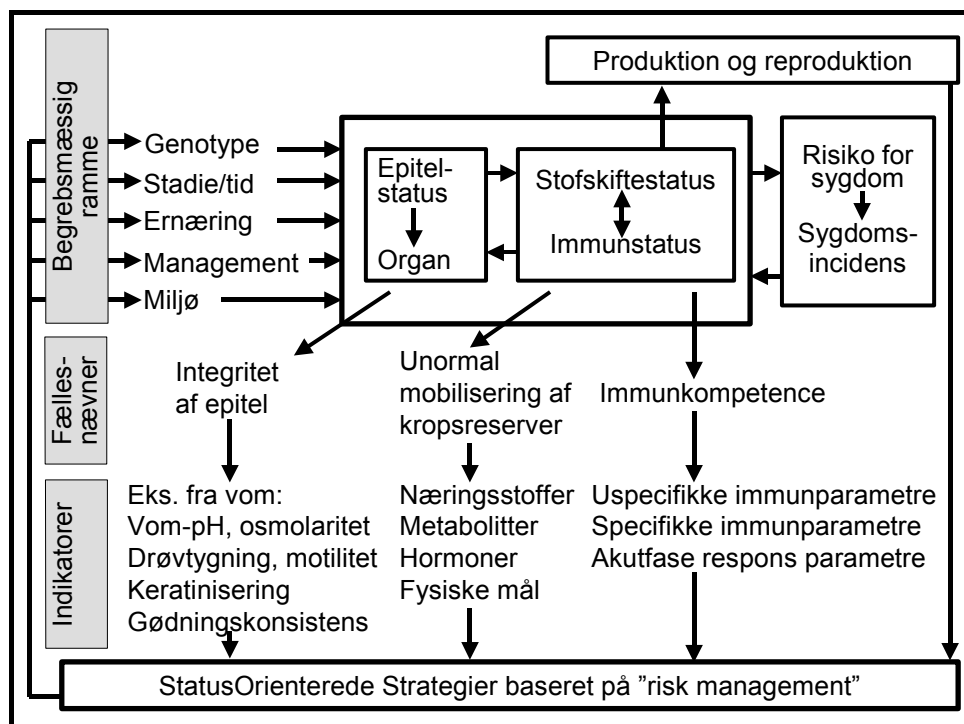 Produktion og reproduktion
Begrebsmæssig
ramme
Genotype
Stadie/tid
Ernæring
Management
Miljø
Epitel-
status
Organ
Stofskiftestatus
Immunstatus
Risiko for
sygdom
Sygdoms-
incidens
Fælles-
nævner
Integritet
af epitel
Unormal
mobilisering af
kropsreserver
Immunkompetence
Indikatorer
Eks. fra vom:
Vom-pH, osmolaritet
Drøvtygning, motilitet
Keratinisering
Gødningskonsistens
Næringsstoffer
Metabolitter
Hormoner
Fysiske mål
Uspecifikke immunparametre
Specifikke immunparametre
Akutfase respons parametre
StatusOrienterede Strategier baseret på ”risk management”